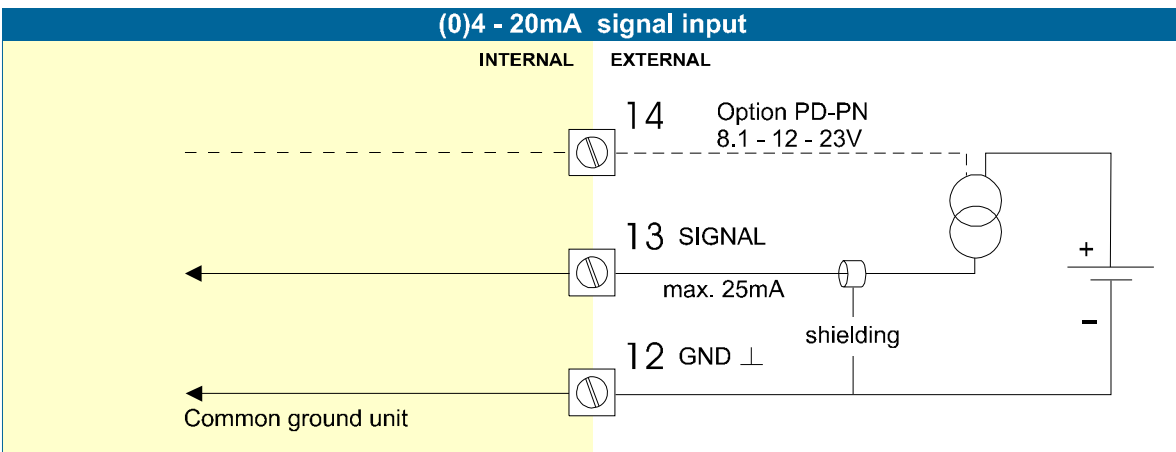 (0)4 - 20mA signal input
INTERNAL
EXTERNAL
14
Option PD-PN
8.1 - 12 - 23V
13 SIGNAL
max. 25mA
+
–
shielding
12 GND ⊥
Common ground unit